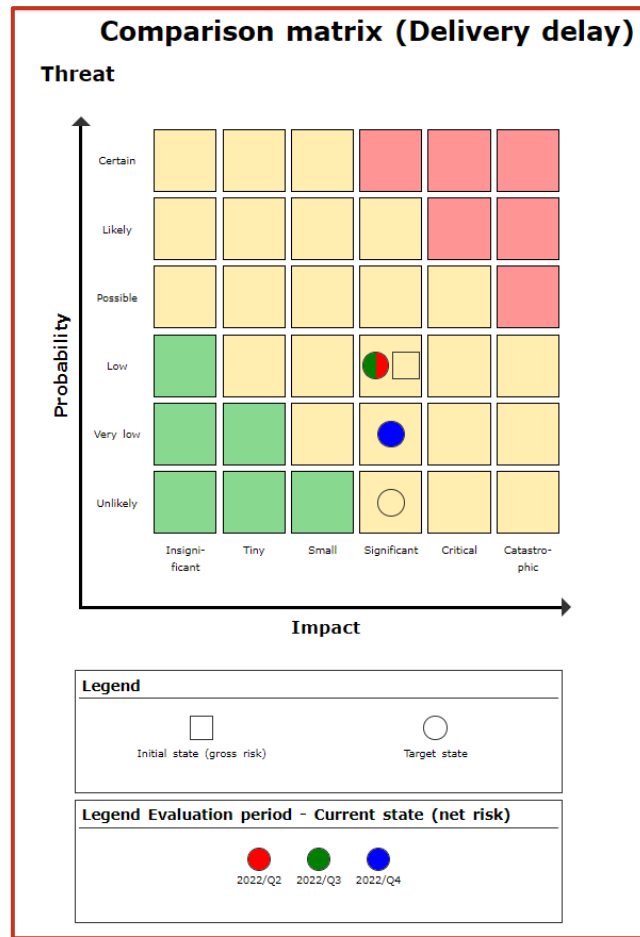 Comparison matrix (Delivery delay)
Threat
Probability
Certain
Likely
Possible
Low
Very low
Unlikely
Insigni-
ficant
Tiny
Small
Significant
Critical
Catastro-
phic
Impact
Legend
Initial state (gross risk)
Target state
Legend Evaluation period - Current state (net risk)
2022/Q2
2022/Q3
2022/Q4